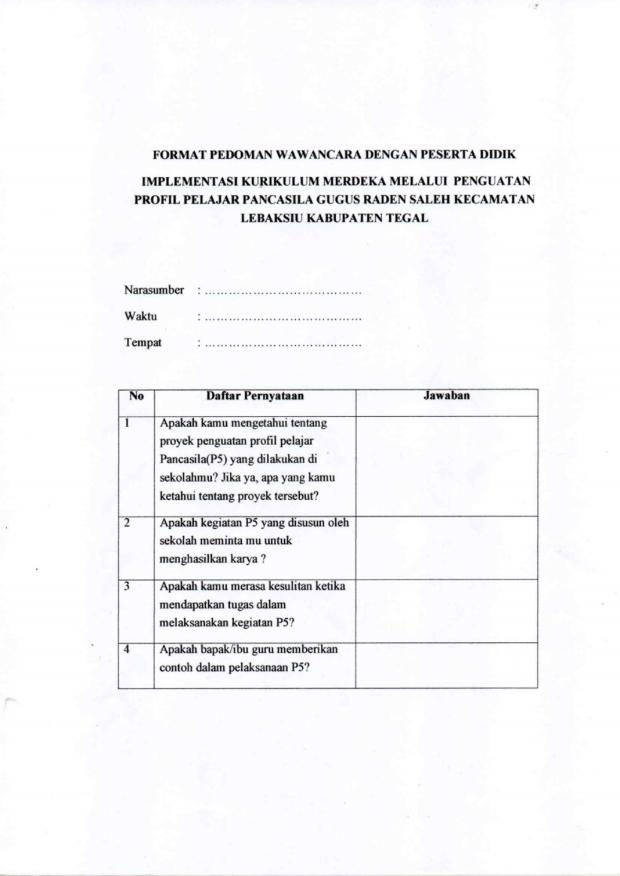 FORMAT PEDOMAN WAWANCARA DENGAN PESERTA DIDIK
IMPLEMENTASI KURIKULUM MERDEKA MELALUI PENGUATAN
PROFIL PELAJAR PANCASILA GUGUS RADEN SALEH KECAMATAN
LEBAKSIU KABUPATEN TEGAL
Narasumber : ...........................................
Waktu : ...........................................
Tempat : ...........................................
No Daftar Pernyataan Jawaban
1 Apakah kamu mengetahui tentang
proyek penguatan profil pelajar
Pancasila(P5) yang dilakukan di
sekolahmu? Jika ya, apa yang kamu
ketahui tentang proyek tersebut?
2 Apakah kegiatan P5 yang disusun oleh
sekolah meminta mu untuk
menghasilkan karya ?
3 Apakah kamu merasa kesulitan ketika
mendapatkan tugas dalam
melaksanakan kegiatan P5?
4 Apakah bapak/ibu guru memberikan
contoh dalam pelaksanaan P5?